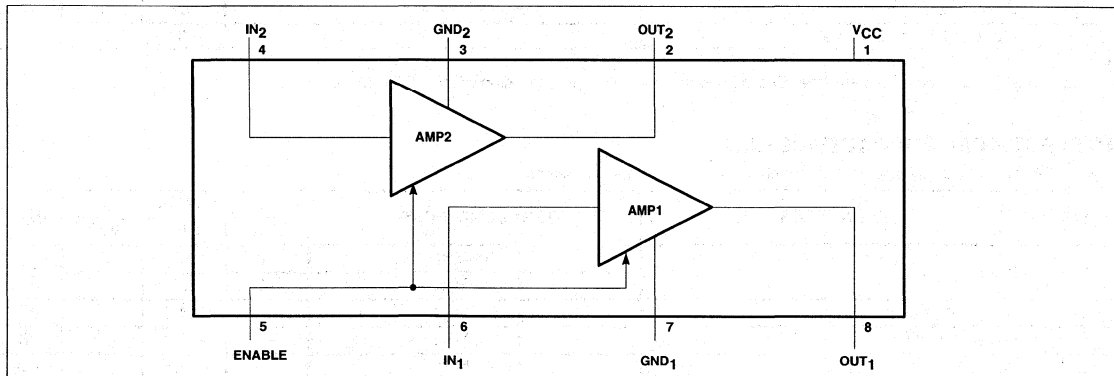 IN2 GND2 OUT2 VCC
4 3 2 1
AMP2
AMP1
5 6 7 8
ENABLE IN1 GND1 OUT1